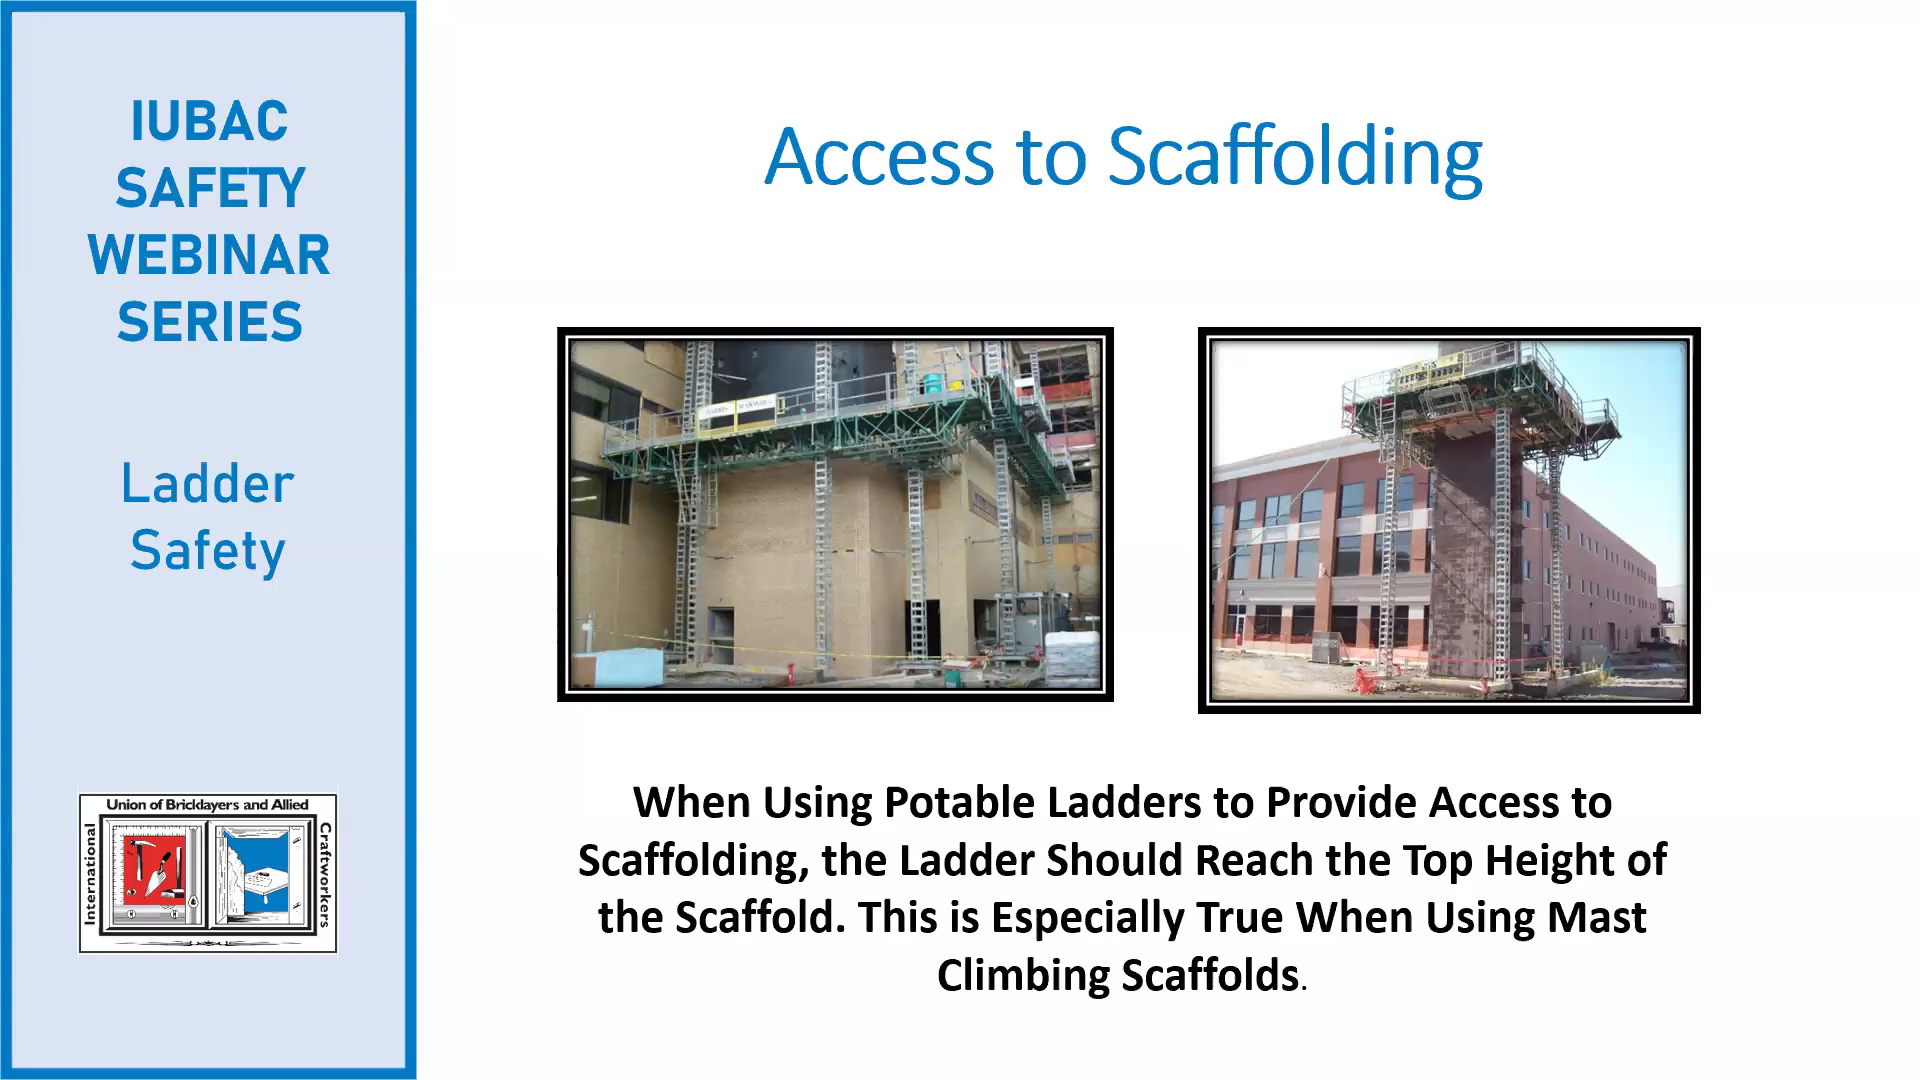 IUBAC
SAFETY
WEBINAR
SERIES
Ladder
Safety
Union of Bricklayers and Allied
International
Craftworkers
Access to Scaffolding
When Using Potable Ladders to Provide Access to
Scaffolding, the Ladder Should Reach the Top Height of
the Scaffold. This is Especially True When Using Mast
Climbing Scaffolds.